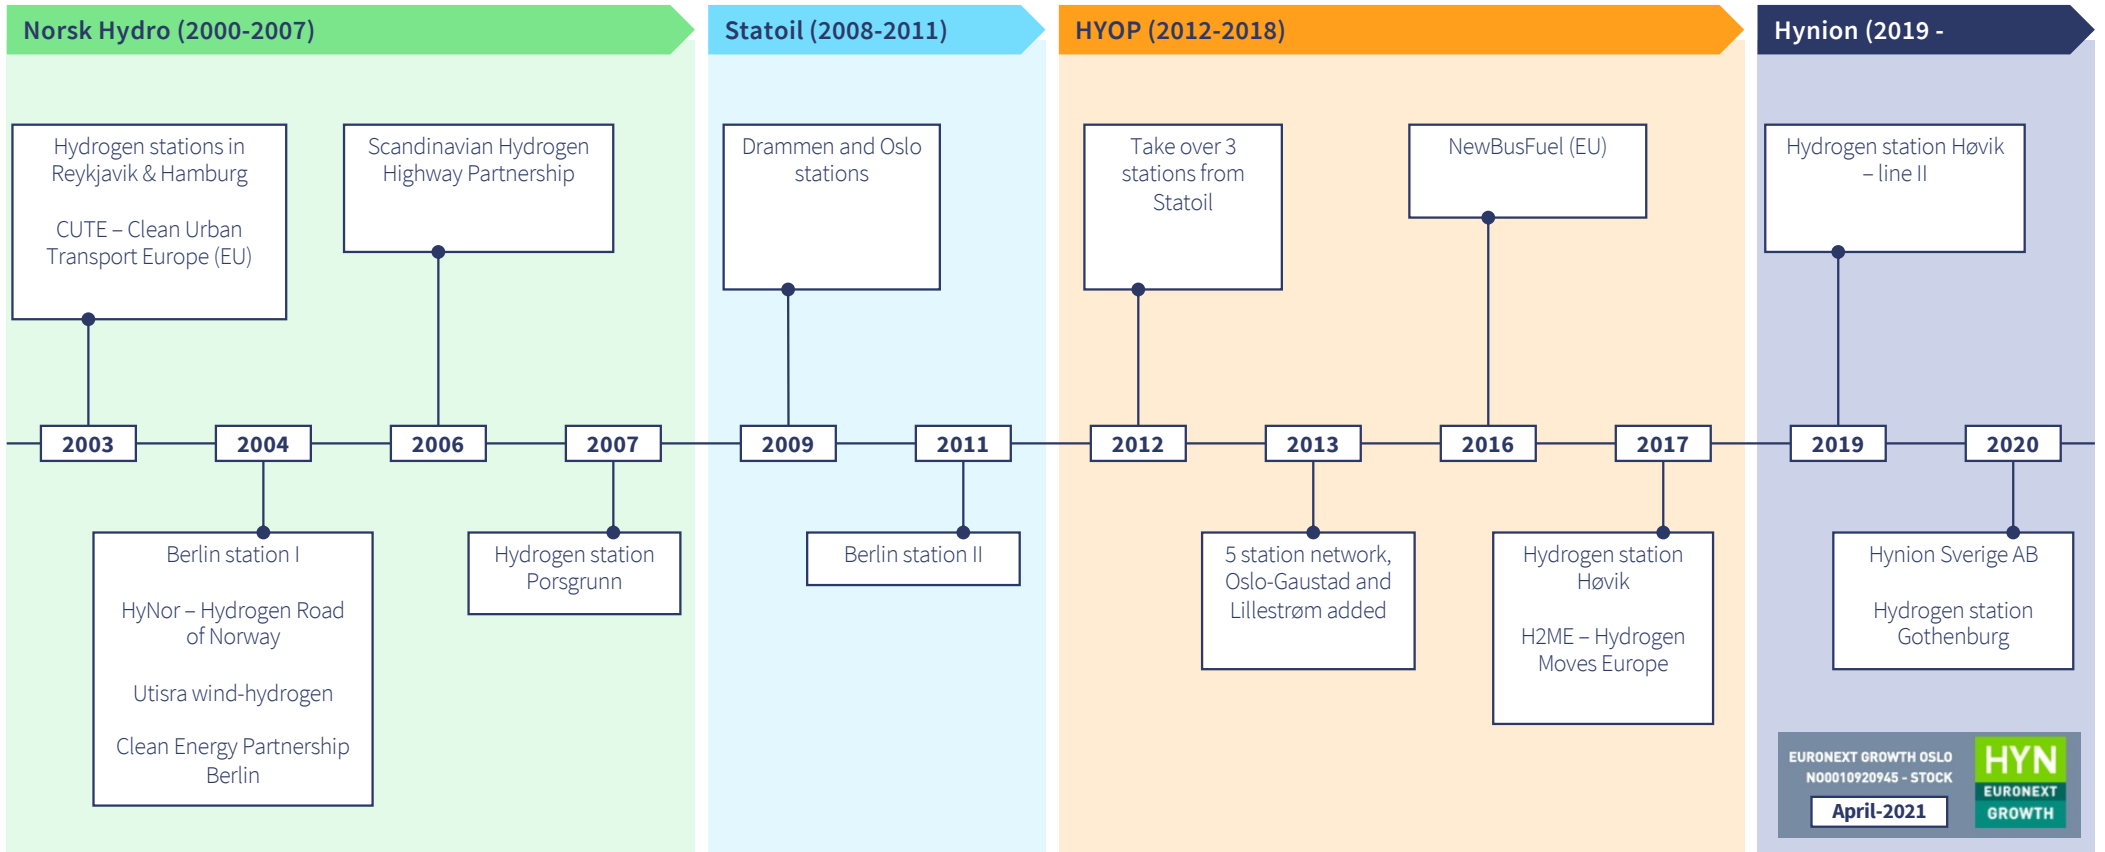 Norsk Hydro (2000-2007)
Statoil (2008-2011)
HYOP (2012-2018)
Hynion (2019 -
Hydrogen stations in
Reykjavik & Hamburg
CUTE – Clean Urban
Transport Europe (EU)
Scandinavian Hydrogen
Highway Partnership
Drammen and Oslo
stations
Take over 3
stations from
Statoil
NewBusFuel (EU)
Hydrogen station Høvik
– line II
2003
2004
2006
2007
2009
2011
2012
2013
2016
2017
2019
2020
Berlin station I
HyNor – Hydrogen Road
of Norway
Utisra wind-hydrogen
Clean Energy Partnership
Berlin
Hydrogen station
Porsgrunn
Berlin station II
5 station network,
Oslo-Gaustad and
Lillestrøm added
Hydrogen station
Høvik
H2ME – Hydrogen
Moves Europe
Hynion Sverige AB
Hydrogen station
Gothenburg
EURONEXT GROWTH OSLO
NO0010920945 - STOCK
April-2021
HYN
EURONEXT
GROWTH